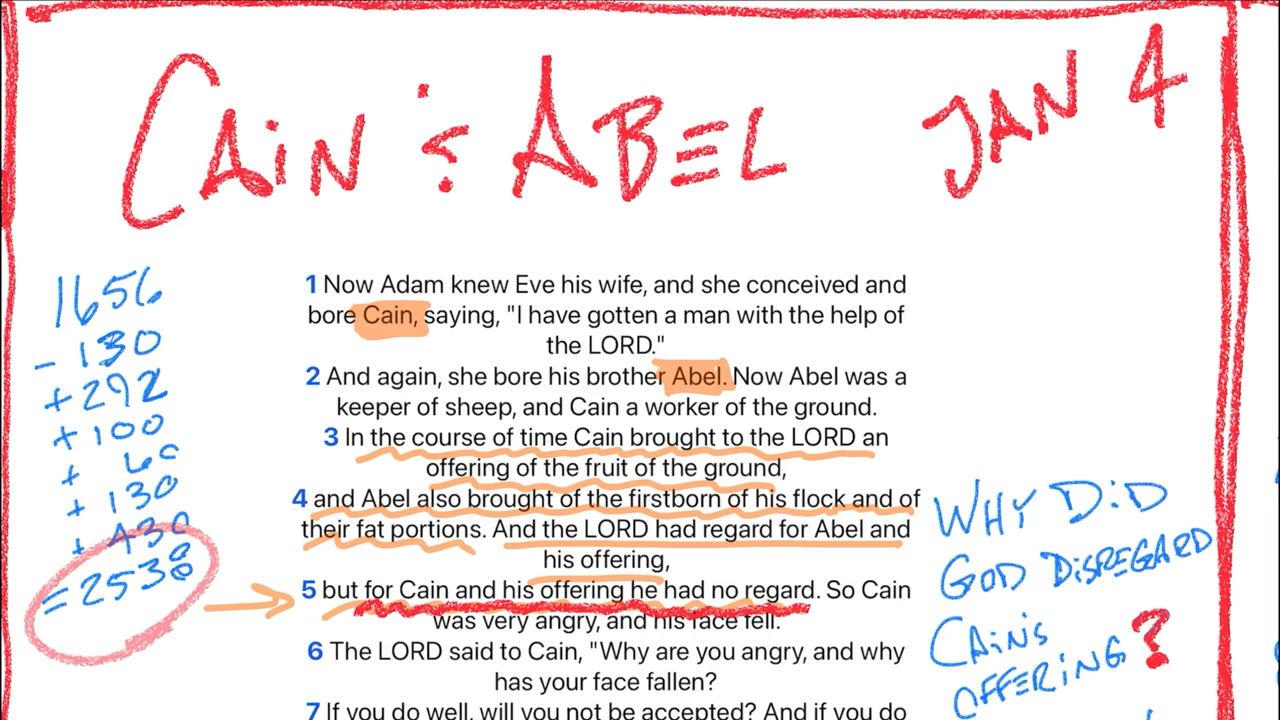 CAiN & ABEL JAN 4
1656
- 130
+ 292
+ 100
+ 60
+ 130
+ 430
= 2538
1 Now Adam knew Eve his wife, and she conceived and
bore Cain, saying, "I have gotten a man with the help of
the LORD."
2 And again, she bore his brother Abel. Now Abel was a
keeper of sheep, and Cain a worker of the ground.
3 In the course of time Cain brought to the LORD an
offering of the fruit of the ground,
4 and Abel also brought of the firstborn of his flock and of
their fat portions. And the LORD had regard for Abel and
his offering,
5 but for Cain and his offering he had no regard. So Cain
was very angry, and his face fell.
6 The LORD said to Cain, "Why are you angry, and why
has your face fallen?
7 If you do well, will you not be accepted? And if you do
WHY DiD
GOD DiSREGARD
CAiN'S
OFFERiNG?